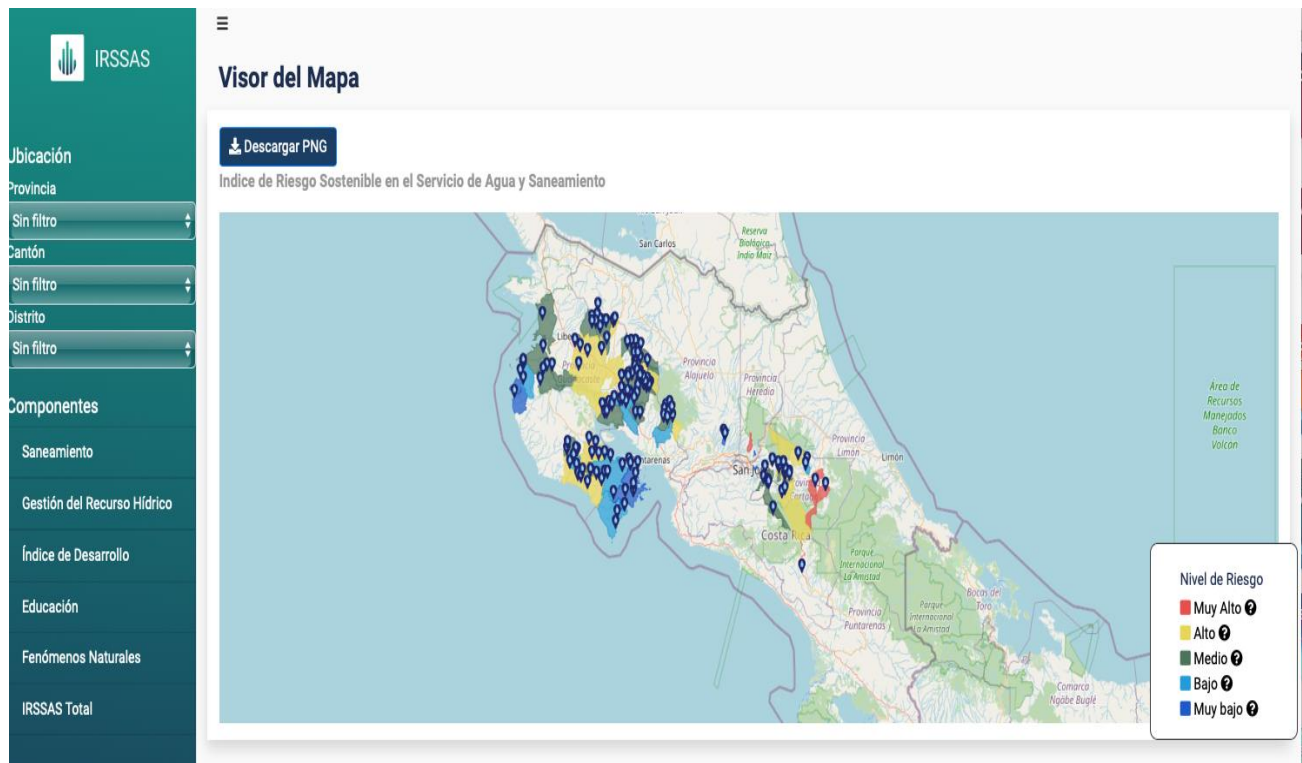 IRSSAS
Ubicación
Provincia
Sin filtro
Cantón
Sin filtro
Distrito
Sin filtro
Componentes
Saneamiento
Gestión del Recurso Hídrico
Índice de Desarrollo
Educación
Fenómenos Naturales
IRSSAS Total
Visor del Mapa
Descargar PNG
Indice de Riesgo Sostenible en el Servicio de Agua y Saneamiento
San Carlos
Reserva
Biológica
Indio Maíz
Provincia
Alajuela
Provincia
Heredia
Provincia
Limón
Limón
Costa Rica
Parque
Internacional
La Amistad
Provincia
Puntarenas
Parque
Internacional
La Amistad
Bocas del
Toro
Comarca
Ngäbe Buglé
Área de
Recursos
Manejados
Banco
Volcán
Nivel de Riesgo
Muy Alto
Alto
Medio
Bajo
Muy bajo